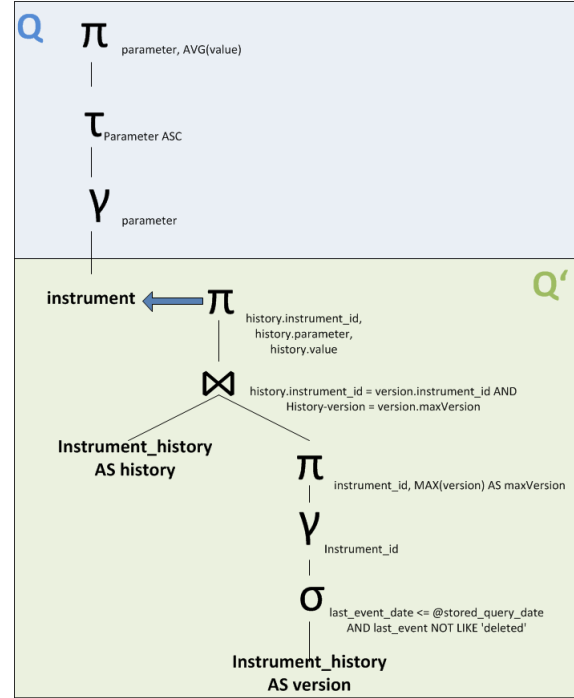 Q
π
parameter, AVG(value)
τ
Parameter ASC
γ
parameter
Q‘
instrument
π
history.instrument_id,
history.parameter,
history.value
⋈
history.instrument_id = version.instrument_id AND
History-version = version.maxVersion
Instrument_history
AS history
π
instrument_id, MAX(version) AS maxVersion
γ
Instrument_id
σ
last_event_date <= @stored_query_date
AND last_event NOT LIKE 'deleted'
Instrument_history
AS version